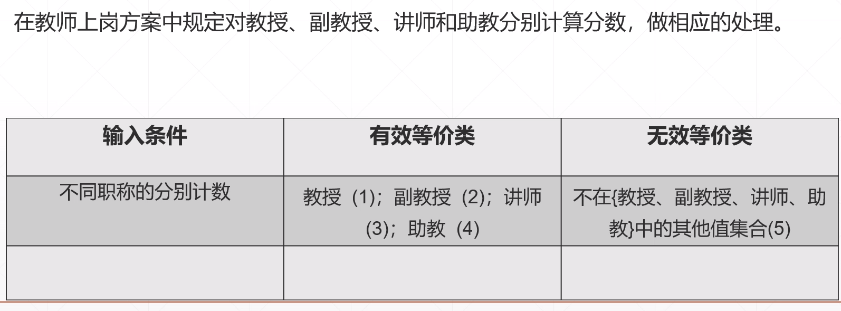 在教师上岗方案中规定对教授、副教授、讲师和助教分别计算分数，做相应的处理。
输入条件
有效等价类
无效等价类
不同职称的分别计数
教授（1)；副教授（2)；讲师
(3)；助教（4)
不在{教授、副教授、讲师、助
教}中的其他值集合(5)